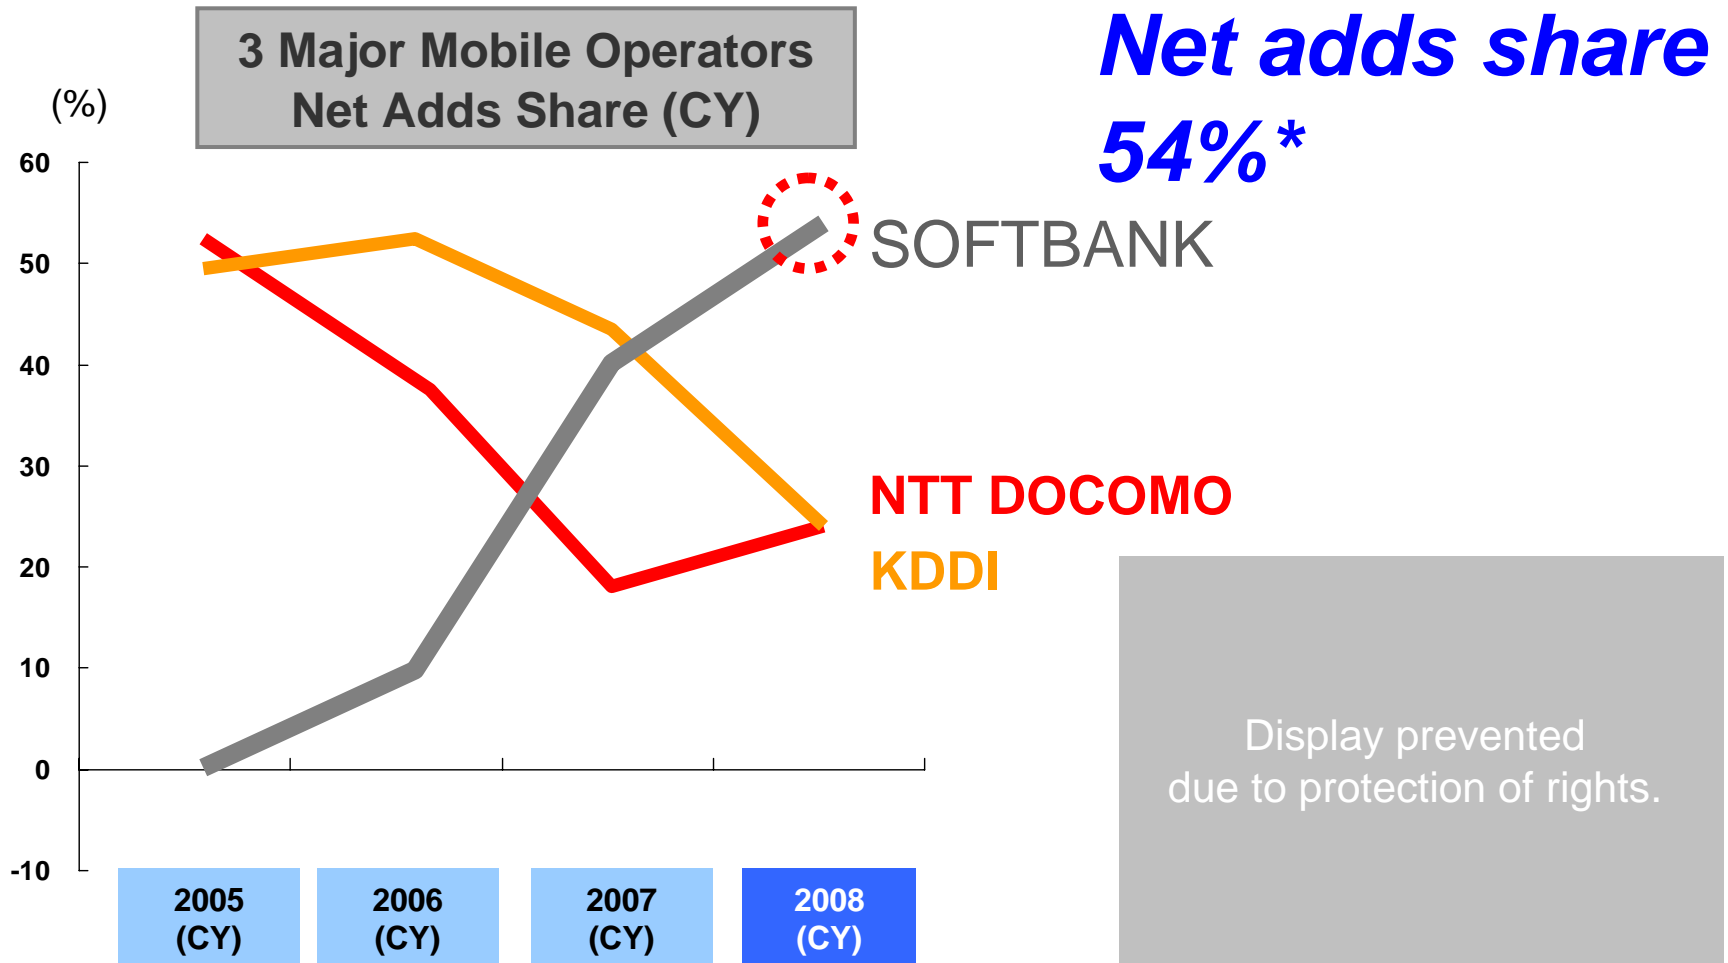 3 Major Mobile Operators
Net Adds Share (CY)
Net adds share
54%*
(%)
60
50
40
30
20
10
0
-10
SOFTBANK
NTT DOCOMO
KDDI
Display prevented
due to protection of rights.
2005
(CY)
2006
(CY)
2007
(CY)
2008
(CY)